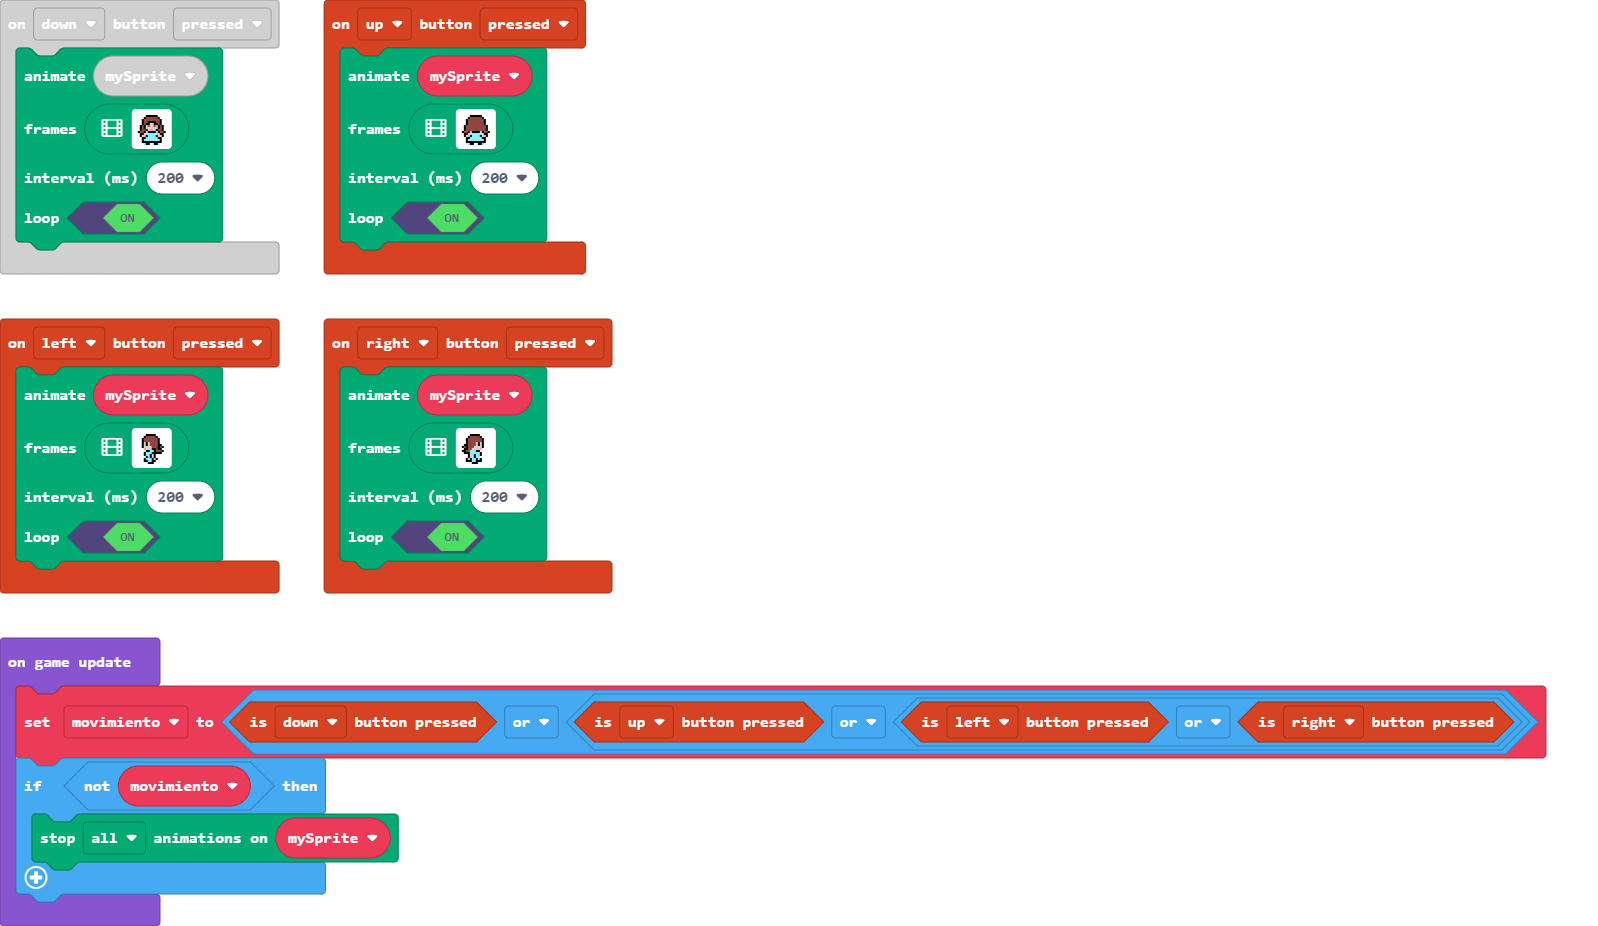 on down button pressed
animate mySprite
frames
interval (ms) 200
loop ON
on up button pressed
animate mySprite
frames
interval (ms) 200
loop ON
on left button pressed
animate mySprite
frames
interval (ms) 200
loop ON
on right button pressed
animate mySprite
frames
interval (ms) 200
loop ON
on game update
set movimiento to is down button pressed or is up button pressed or is left button pressed or is right button pressed
if not movimiento then
stop all animations on mySprite